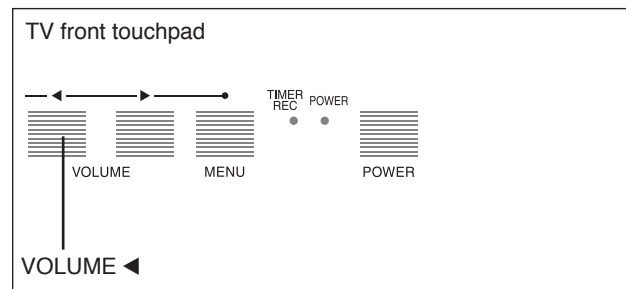 TV front touchpad
TIMER
REC
POWER
VOLUME
MENU
POWER
VOLUME ◀